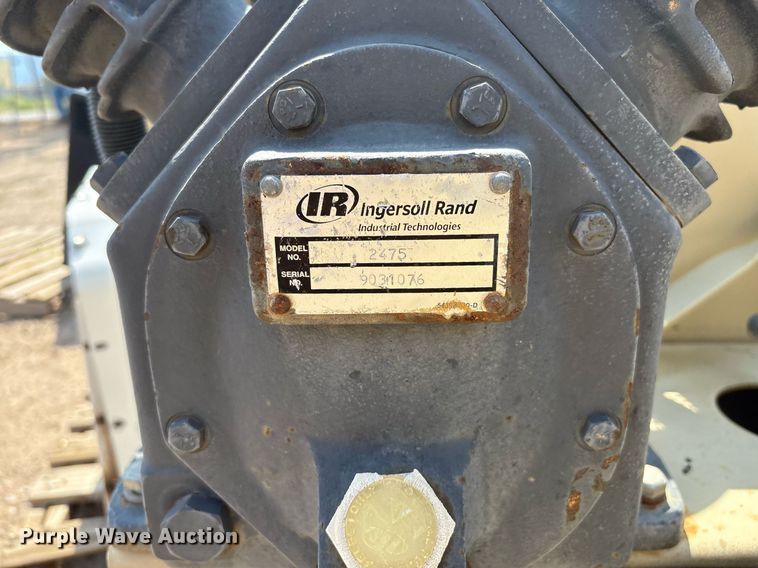 IR Ingersoll Rand
Industrial Technologies
MODEL NO. 2475
SERIAL NO. 9031076
Purple Wave Auction